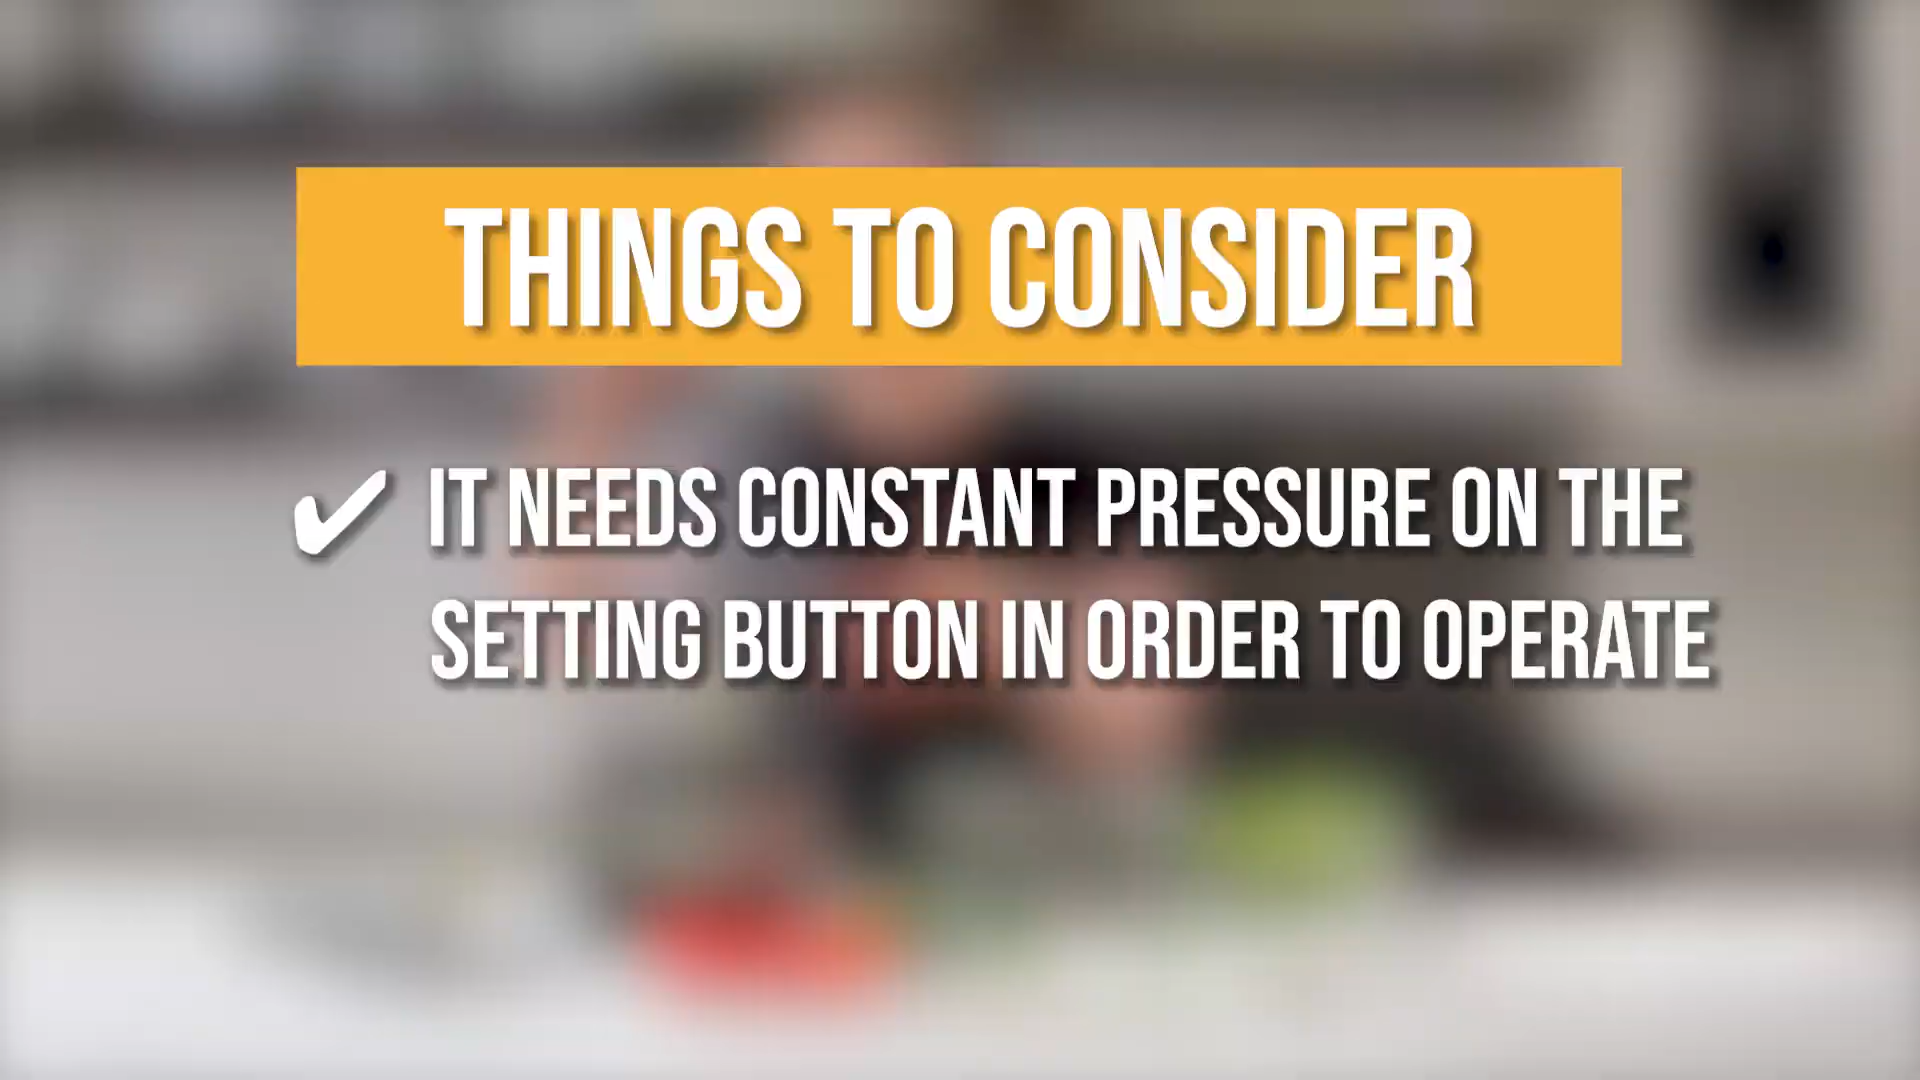 THINGS TO CONSIDER
✔ IT NEEDS CONSTANT PRESSURE ON THE
SETTING BUTTON IN ORDER TO OPERATE